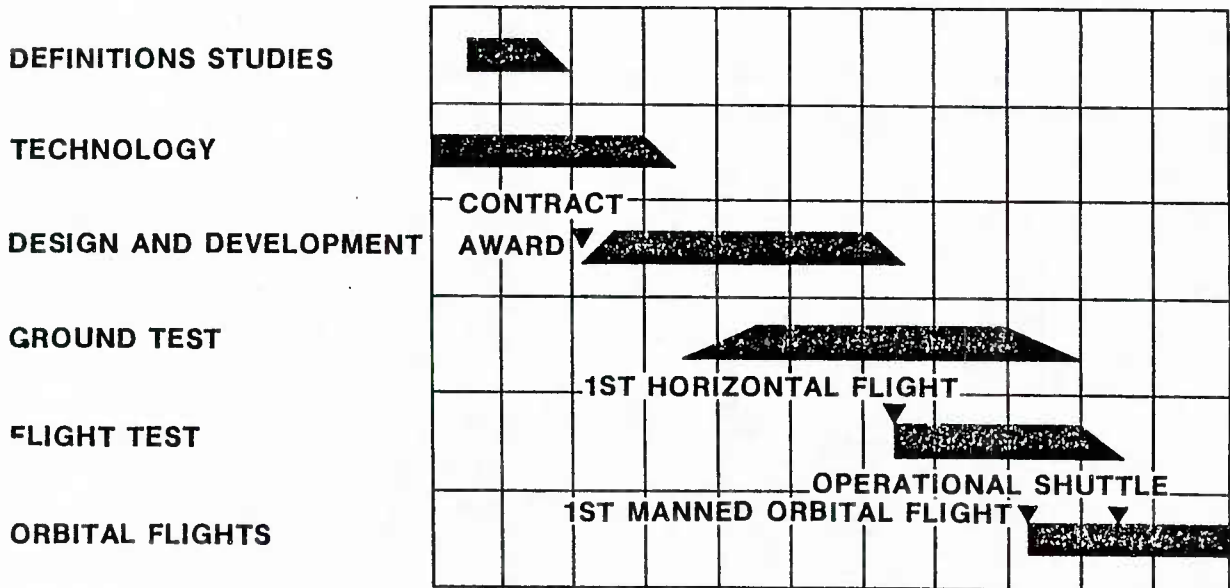 DEFINITIONS STUDIES
TECHNOLOGY
CONTRACT
DESIGN AND DEVELOPMENT
AWARD
GROUND TEST
1ST HORIZONTAL FLIGHT
FLIGHT TEST
OPERATIONAL SHUTTLE
1ST MANNED ORBITAL FLIGHT
ORBITAL FLIGHTS